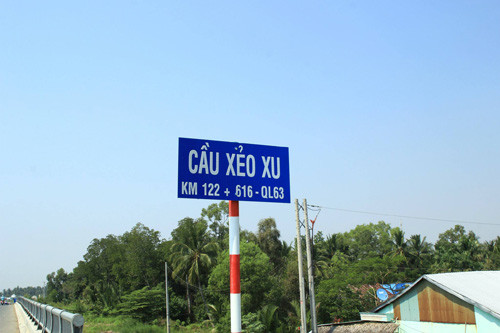 CẦU XẺO XU
KM 122 + 616 - QL63